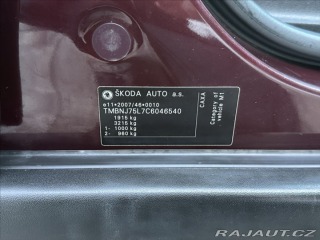 ŠKODA AUTO a.s.
e11*2007/46*0010
TMBNJ75L7C6046540
1915 kg
3215 kg
1- 1000 kg
2- 960 kg
CAXA
Category of
vehicle M1
RAJAUT.CZ